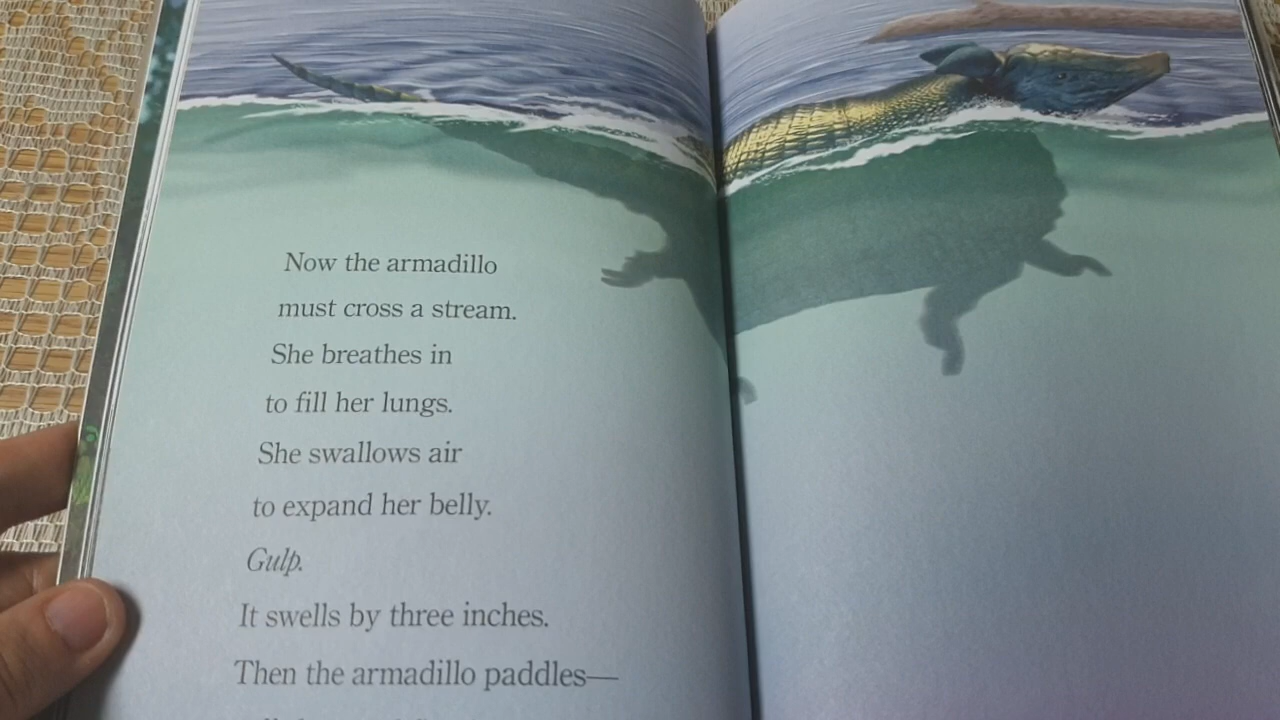 Now the armadillo
must cross a stream.
She breathes in
to fill her lungs.
She swallows air
to expand her belly.
Gulp.
It swells by three inches.
Then the armadillo paddles—